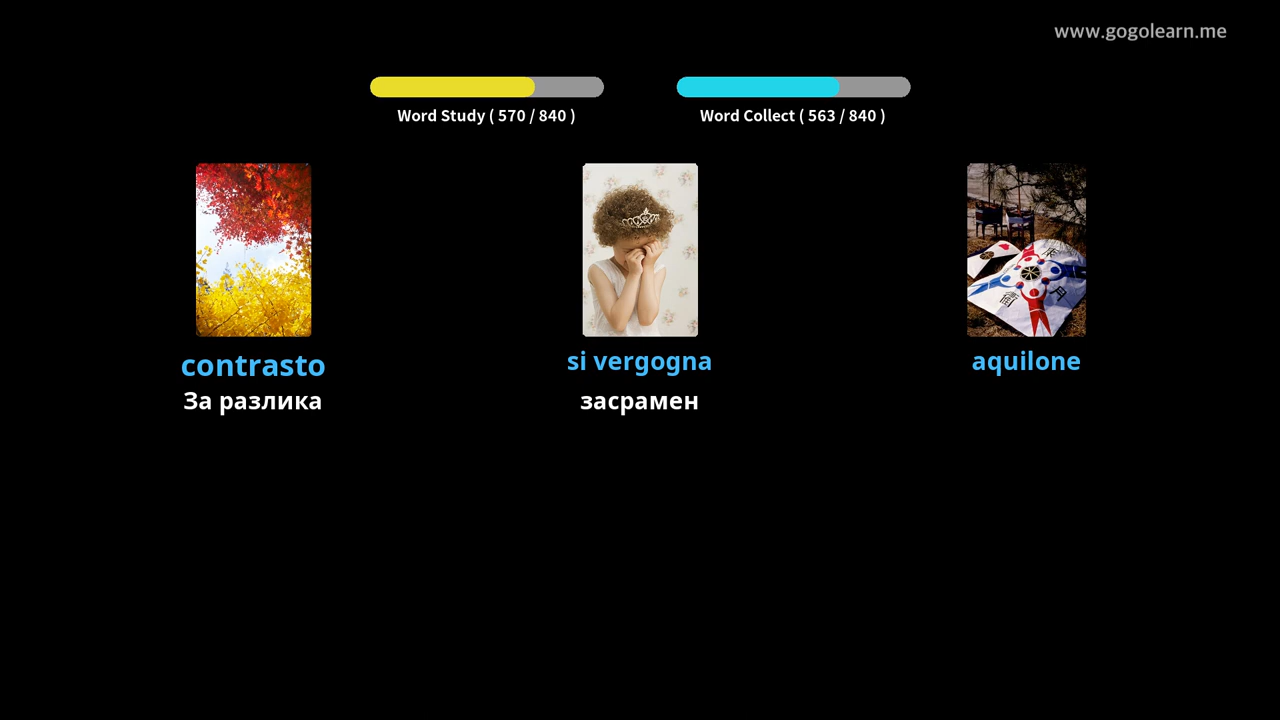 www.gogolearn.me
Word Study ( 570 / 840 )
Word Collect ( 563 / 840 )
contrasto
За разлика
si vergogna
засрамен
aquilone